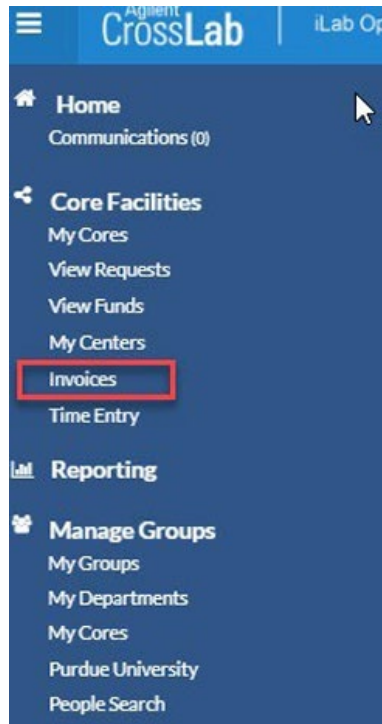 Agilent
CrossLab
iLab Op
Home
Communications (0)
Core Facilities
My Cores
View Requests
View Funds
My Centers
Invoices
Time Entry
Reporting
Manage Groups
My Groups
My Departments
My Cores
Purdue University
People Search